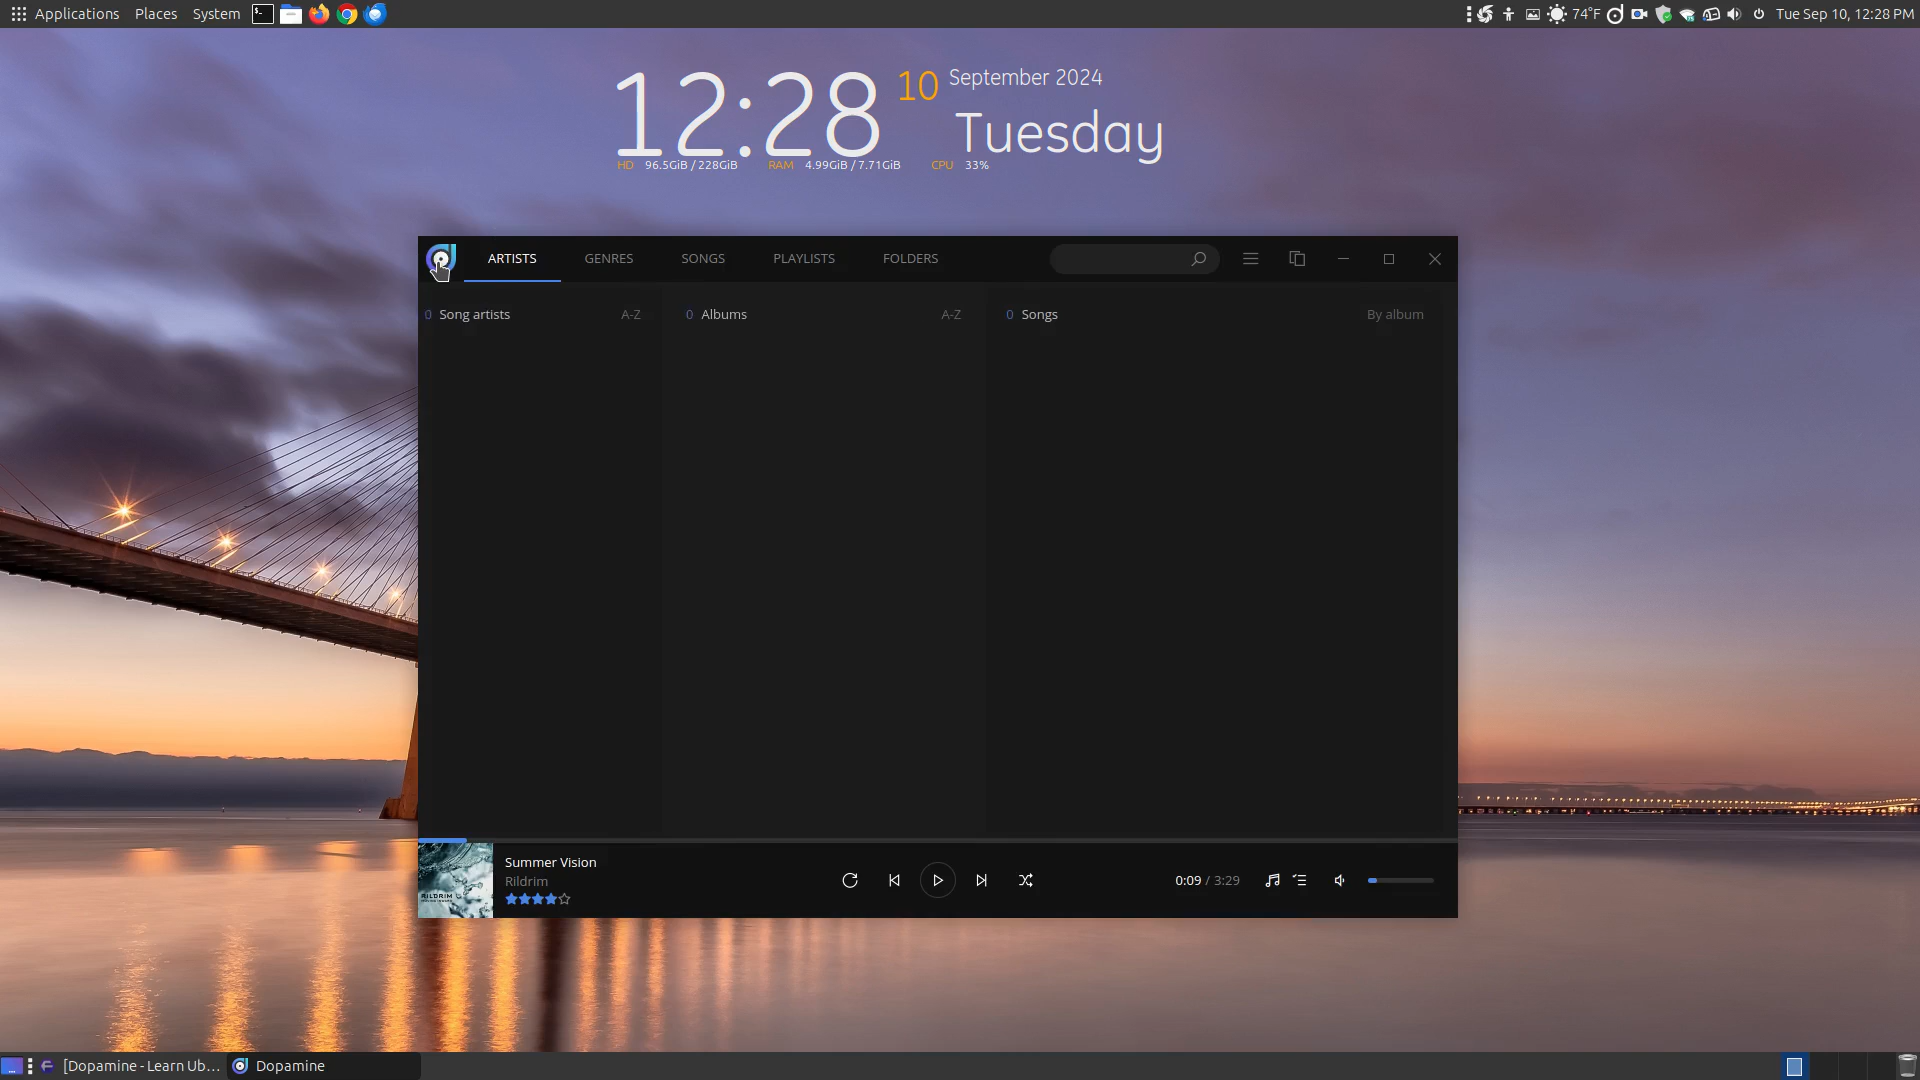 Applications Places System 74°F Tue Sep 10, 12:28 PM
12:28 10 September 2024
Tuesday
HD 96.5GiB / 228GiB RAM 4.99GiB / 7.71GiB CPU 33%
ARTISTS GENRES SONGS PLAYLISTS FOLDERS
0 Song artists A-Z 0 Albums A-Z 0 Songs By album
RILDRIM
Summer Vision
Rildrim
0:09 / 3:29
[Dopamine - Learn Ub... Dopamine